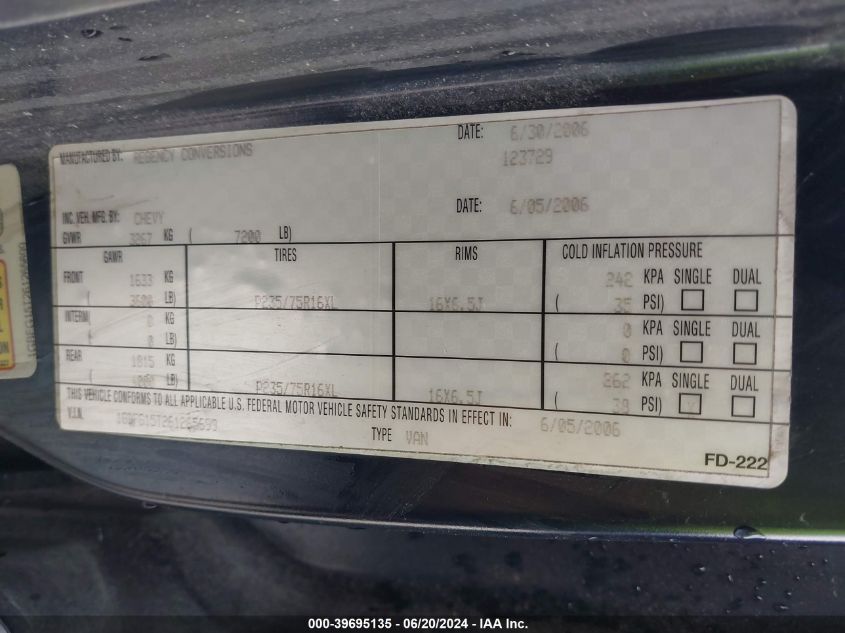 MANUFACTURED BY: REGENCY CONVERSIONS DATE: 6/30/2006
123729
INC. VEH. MFG. BY: CHEVY DATE: 6/05/2006
GVWR 3267 KG ( 7200 LB)
GAWR TIRES RIMS COLD INFLATION PRESSURE
FRONT 1633 KG 242 KPA SINGLE DUAL
( 3600 LB) P235/75R16XL 16X6.5J ( 35 PSI)
INTERM 0 KG 0 KPA SINGLE DUAL
( 0 LB) ( 0 PSI)
REAR 1815 KG 262 KPA SINGLE DUAL
( 4000 LB) P235/75R16XL 16X6.5J ( 39 PSI) X
THIS VEHICLE CONFORMS TO ALL APPLICABLE U.S. FEDERAL MOTOR VEHICLE SAFETY STANDARDS IN EFFECT IN: 6/05/2006
V.I.N. TYPE VAN
FD-222
000-39695135 - 06/20/2024 - IAA Inc.